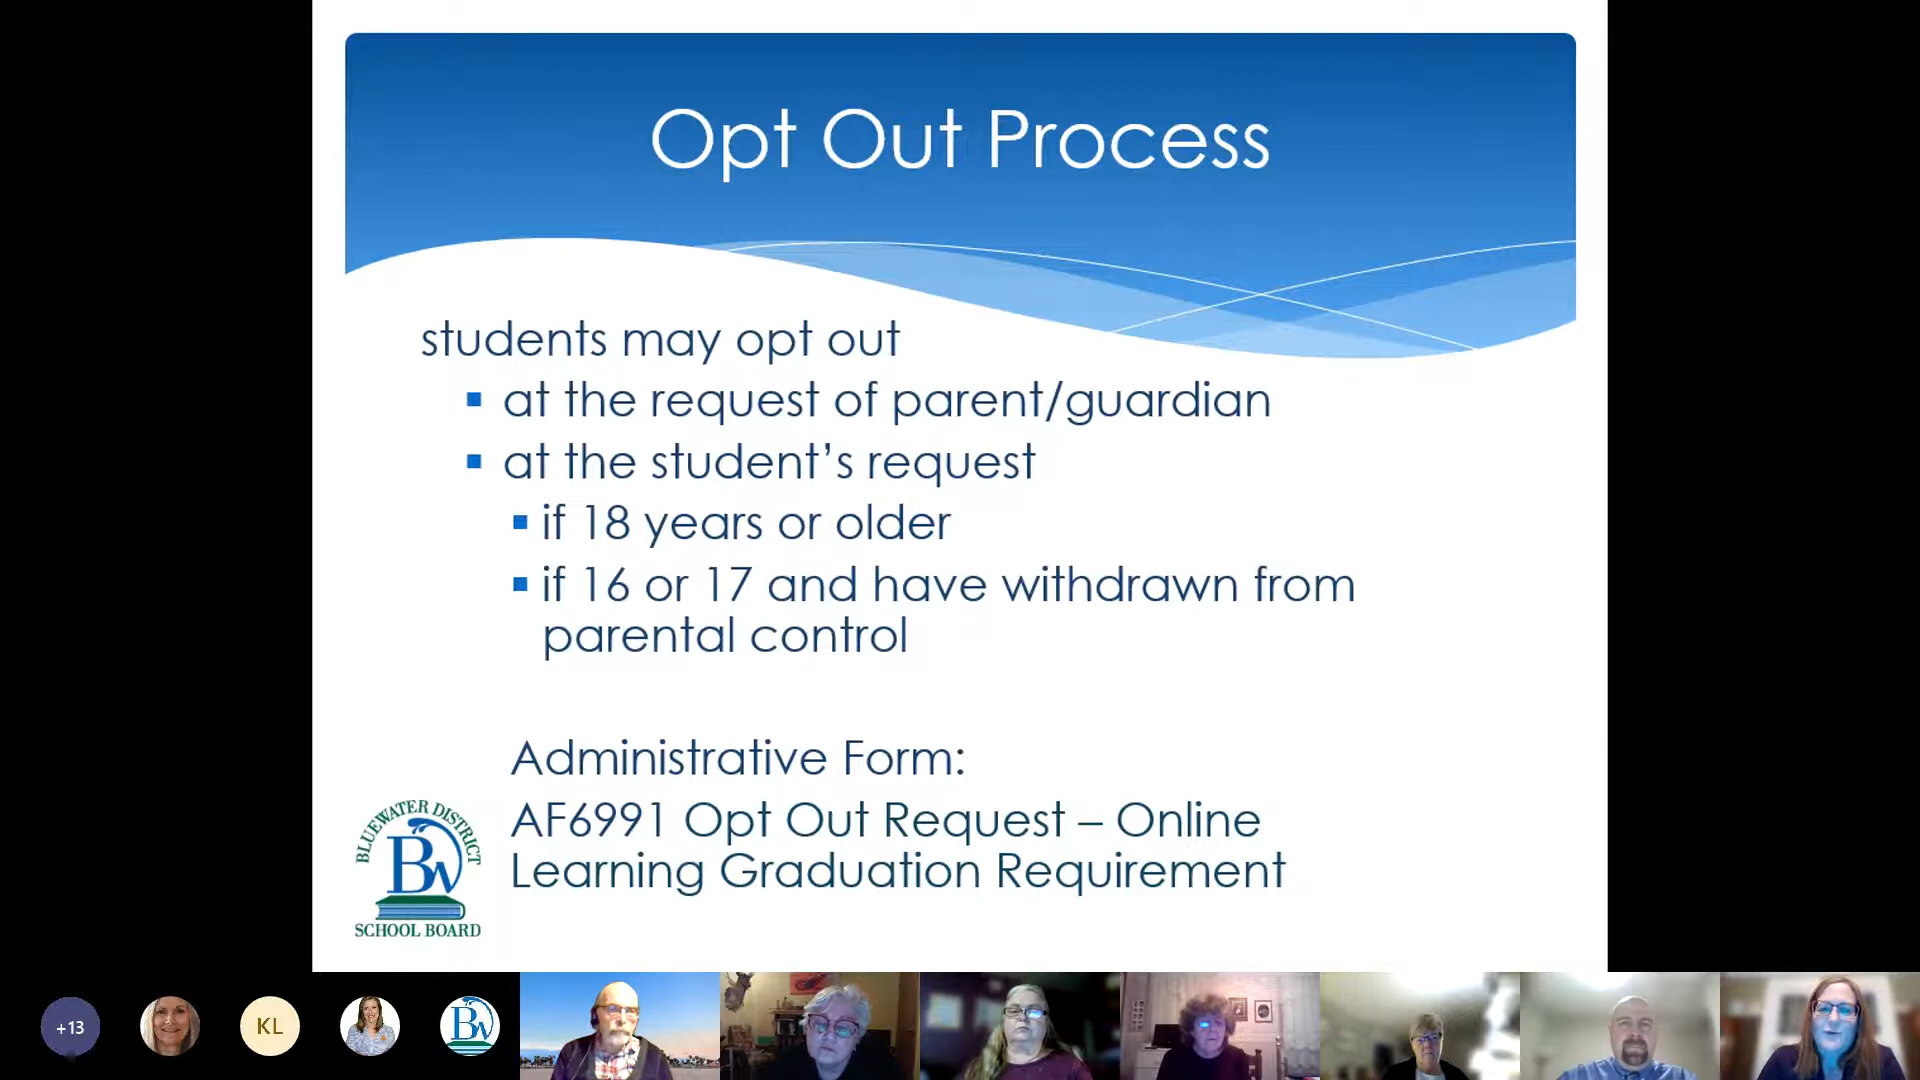 Opt Out Process
students may opt out
at the request of parent/guardian
at the student’s request
if 18 years or older
if 16 or 17 and have withdrawn from
parental control
Administrative Form:
AF6991 Opt Out Request – Online
Learning Graduation Requirement
BLUEWATER DISTRICT
BW
SCHOOL BOARD
+13
KL
BW